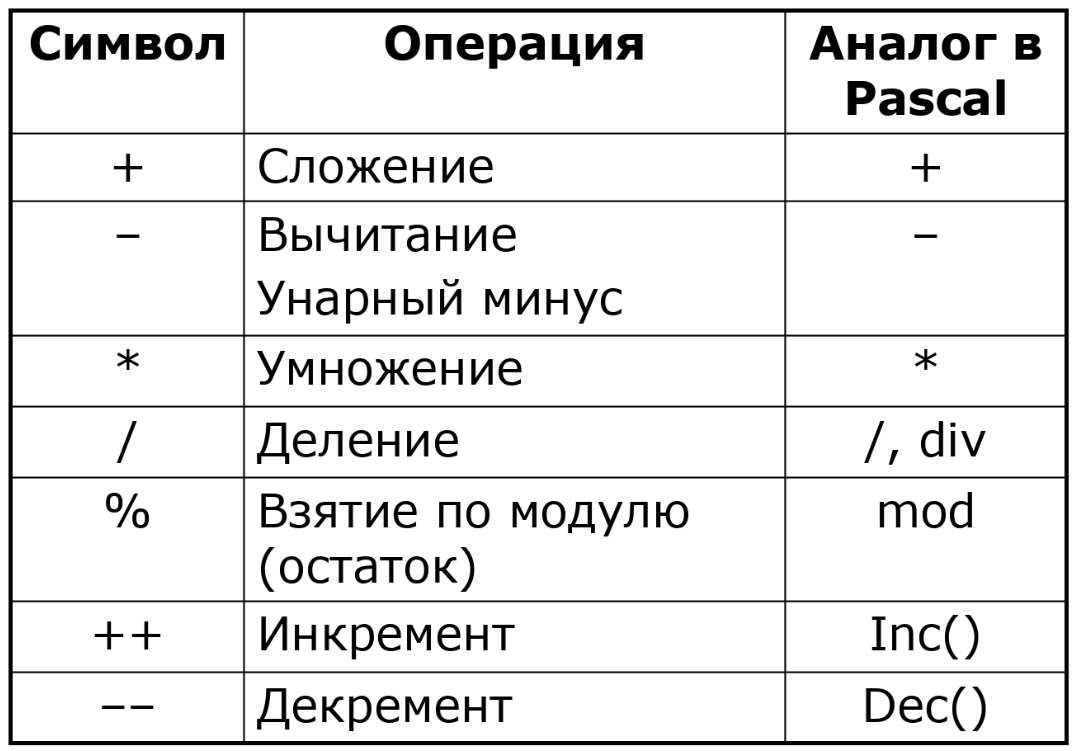 Символ Операция Аналог в
Pascal
+ Сложение +
– Вычитание –
Унарный минус
* Умножение *
/ Деление /, div
% Взятие по модулю mod
(остаток)
++ Инкремент Inc()
–– Декремент Dec()